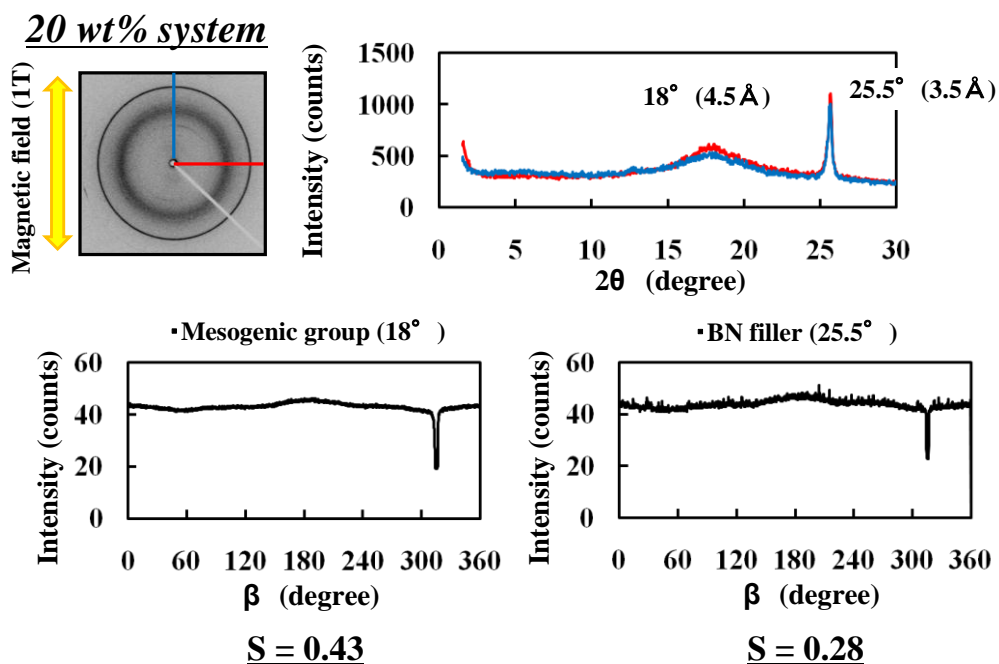 20 wt% system
Magnetic field (1T)
Intensity (counts)
1500
1000
500
0
18° (4.5Å)
25.5° (3.5Å)
0 5 10 15 20 25 30
2θ (degree)
・Mesogenic group (18°)
Intensity (counts)
60
40
20
0
0 60 120 180 240 300 360
β (degree)
S = 0.43
・BN filler (25.5°)
Intensity (counts)
60
40
20
0
0 60 120 180 240 300 360
β (degree)
S = 0.28